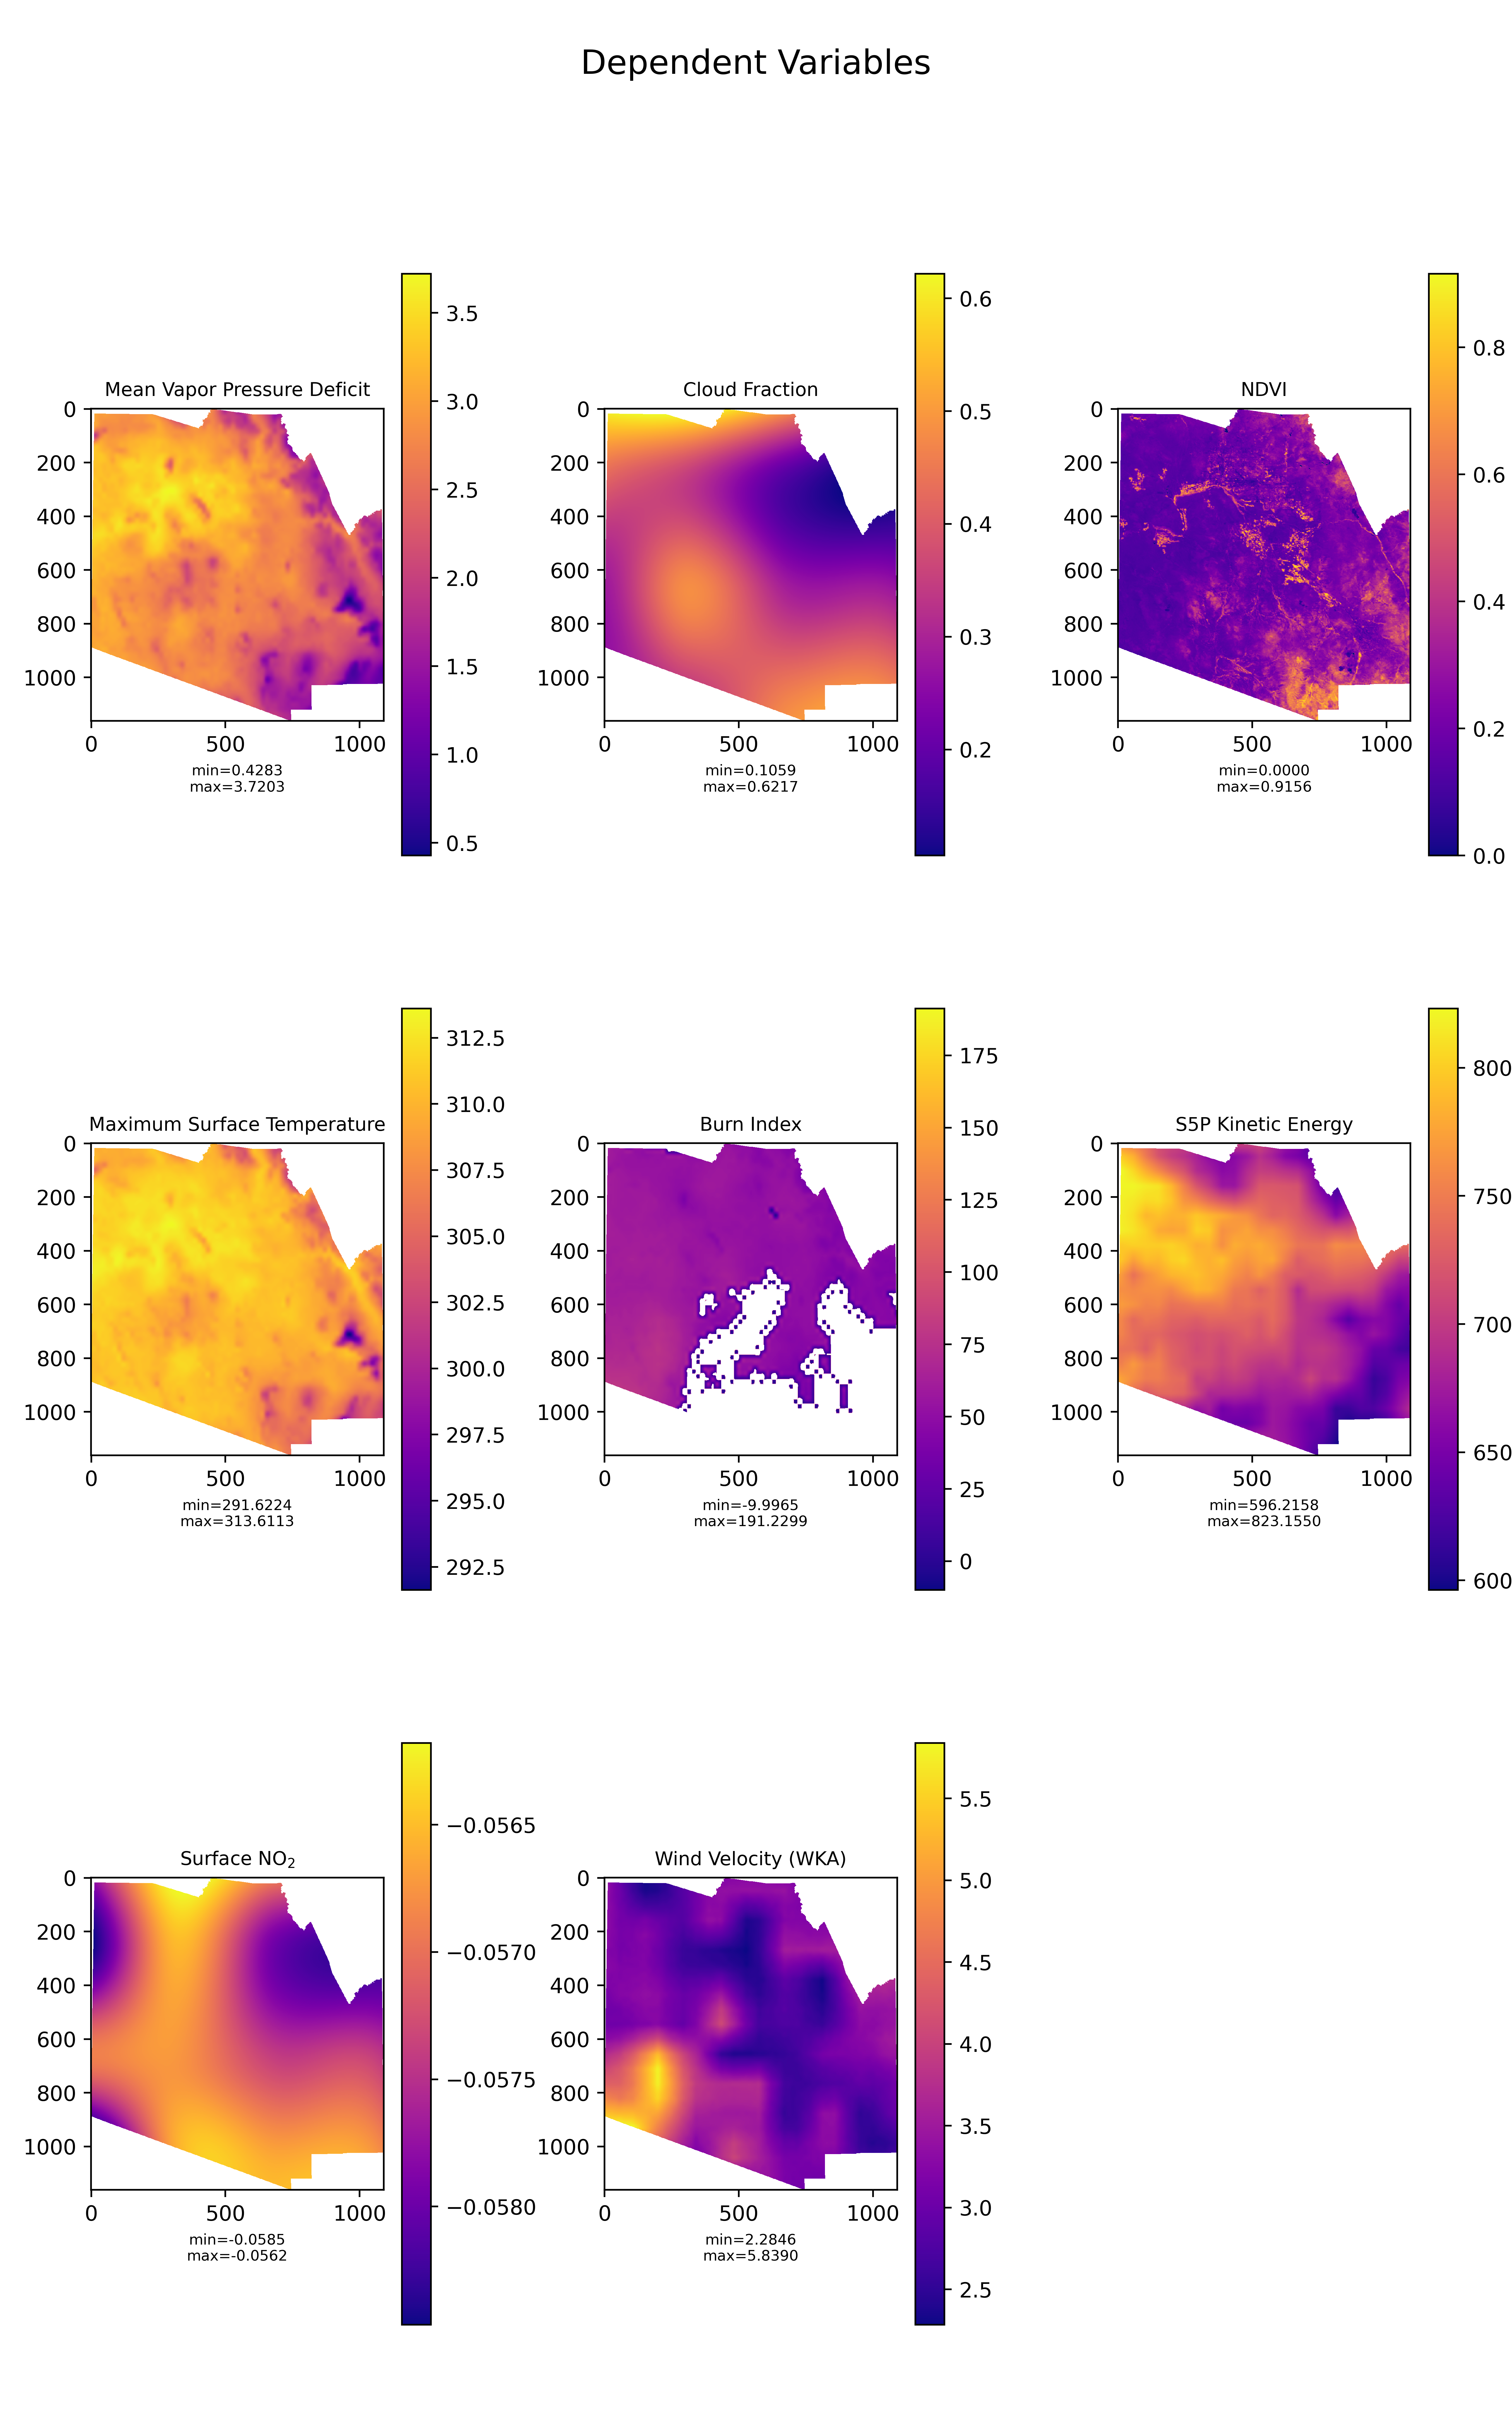 Dependent Variables
Mean Vapor Pressure Deficit
0
200
400
600
800
1000
0 500 1000
min=0.4283
max=3.7203
3.5
3.0
2.5
2.0
1.5
1.0
0.5
Cloud Fraction
0
200
400
600
800
1000
0 500 1000
min=0.1059
max=0.6217
0.6
0.5
0.4
0.3
0.2
NDVI
0
200
400
600
800
1000
0 500 1000
min=0.0000
max=0.9156
0.8
0.6
0.4
0.2
0.0
Maximum Surface Temperature
0
200
400
600
800
1000
0 500 1000
min=291.6224
max=313.6113
312.5
310.0
307.5
305.0
302.5
300.0
297.5
295.0
292.5
Burn Index
0
200
400
600
800
1000
0 500 1000
min=-9.9965
max=191.2299
175
150
125
100
75
50
25
0
S5P Kinetic Energy
0
200
400
600
800
1000
0 500 1000
min=596.2158
max=823.1550
800
750
700
650
600
Surface NO₂
0
200
400
600
800
1000
0 500 1000
min=-0.0585
max=-0.0562
−0.0565
−0.0570
−0.0575
−0.0580
Wind Velocity (WKA)
0
200
400
600
800
1000
0 500 1000
min=2.2846
max=5.8390
5.5
5.0
4.5
4.0
3.5
3.0
2.5